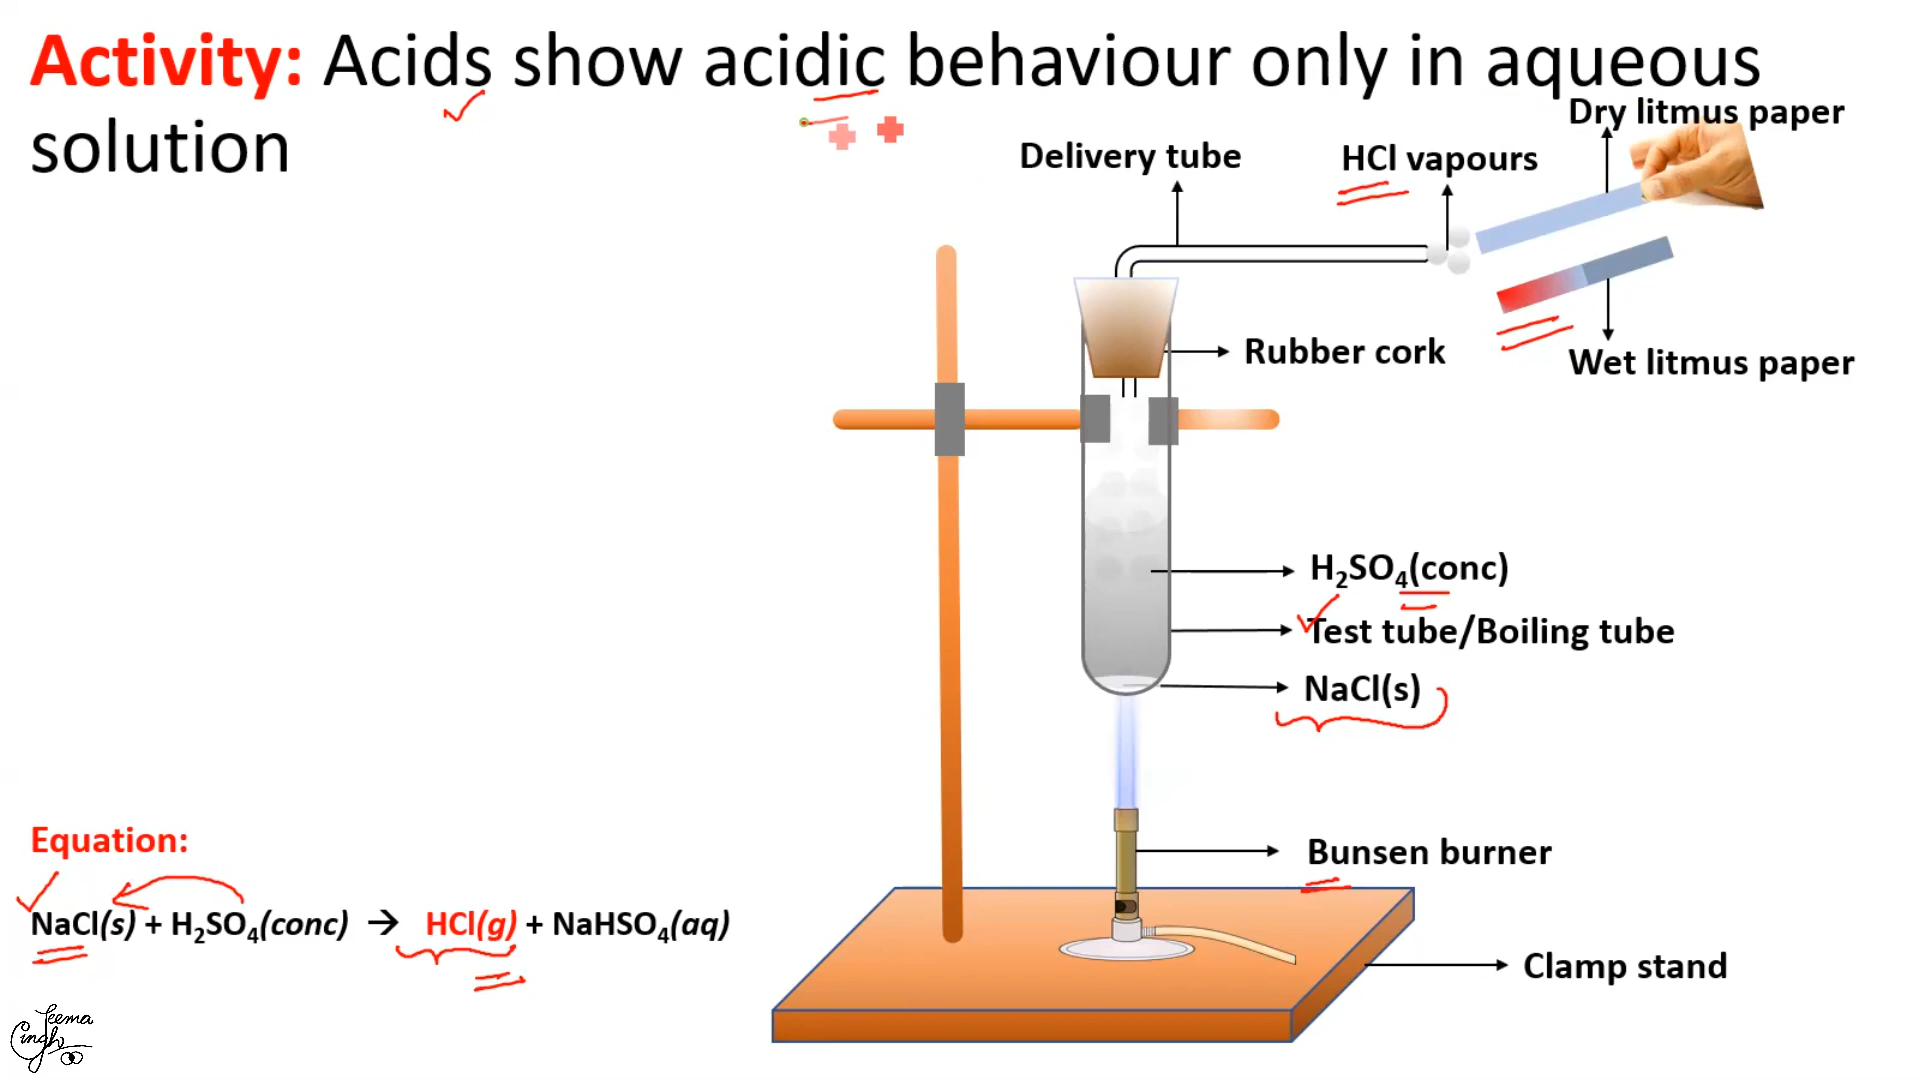 Activity: Acids show acidic behaviour only in aqueous
solution
Dry litmus paper
Delivery tube
HCl vapours
Rubber cork
Wet litmus paper
H₂SO₄(conc)
Test tube/Boiling tube
NaCl(s)
Bunsen burner
Clamp stand
Equation:
NaCl(s) + H₂SO₄(conc) → HCl(g) + NaHSO₄(aq)